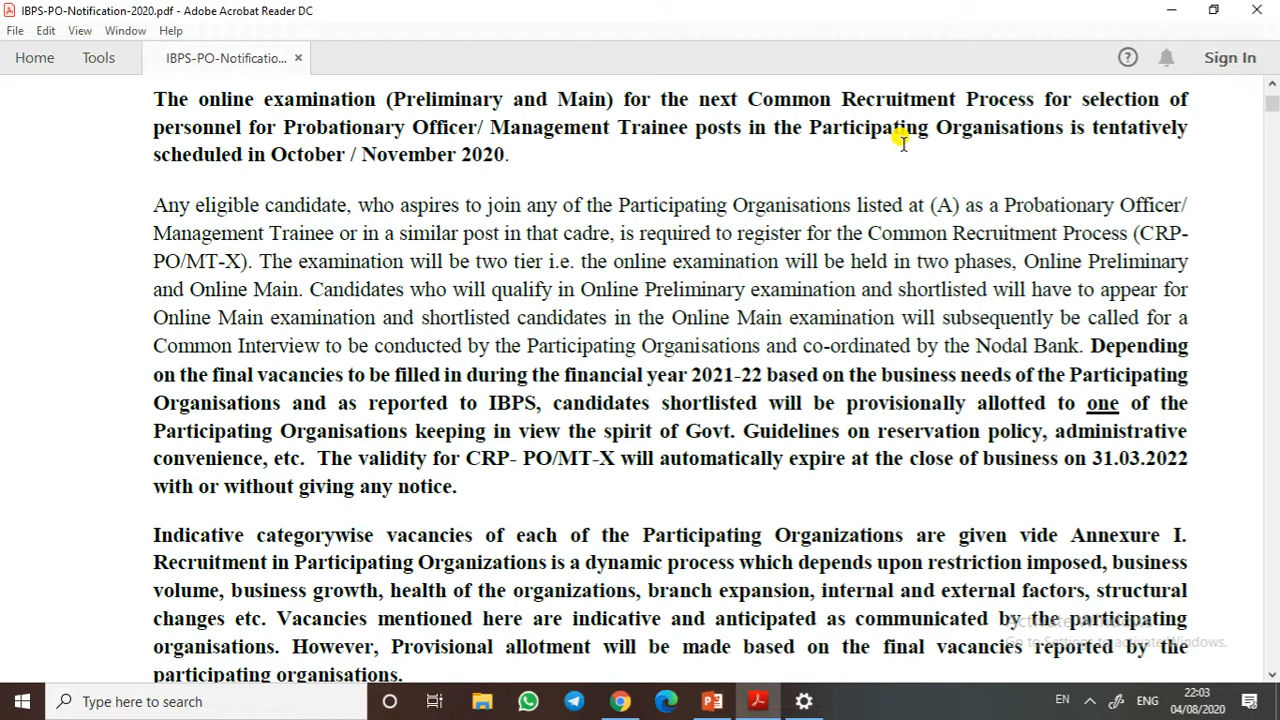 IBPS-PO-Notification-2020.pdf - Adobe Acrobat Reader DC
File Edit View Window Help
Home Tools IBPS-PO-Notificatio... × Sign In
The online examination (Preliminary and Main) for the next Common Recruitment Process for selection of
personnel for Probationary Officer/ Management Trainee posts in the Participating Organisations is tentatively
scheduled in October / November 2020.
Any eligible candidate, who aspires to join any of the Participating Organisations listed at (A) as a Probationary Officer/
Management Trainee or in a similar post in that cadre, is required to register for the Common Recruitment Process (CRP-
PO/MT-X). The examination will be two tier i.e. the online examination will be held in two phases, Online Preliminary
and Online Main. Candidates who will qualify in Online Preliminary examination and shortlisted will have to appear for
Online Main examination and shortlisted candidates in the Online Main examination will subsequently be called for a
Common Interview to be conducted by the Participating Organisations and co-ordinated by the Nodal Bank. Depending
on the final vacancies to be filled in during the financial year 2021-22 based on the business needs of the Participating
Organisations and as reported to IBPS, candidates shortlisted will be provisionally allotted to one of the
Participating Organisations keeping in view the spirit of Govt. Guidelines on reservation policy, administrative
convenience, etc. The validity for CRP- PO/MT-X will automatically expire at the close of business on 31.03.2022
with or without giving any notice.
Indicative categorywise vacancies of each of the Participating Organizations are given vide Annexure I.
Recruitment in Participating Organizations is a dynamic process which depends upon restriction imposed, business
volume, business growth, health of the organizations, branch expansion, internal and external factors, structural
changes etc. Vacancies mentioned here are indicative and anticipated as communicated by the participating
organisations. However, Provisional allotment will be made based on the final vacancies reported by the
participating organisations.
Activate Windows
Go to Settings to activate Windows.
Type here to search
EN ENG 22:03
04/08/2020